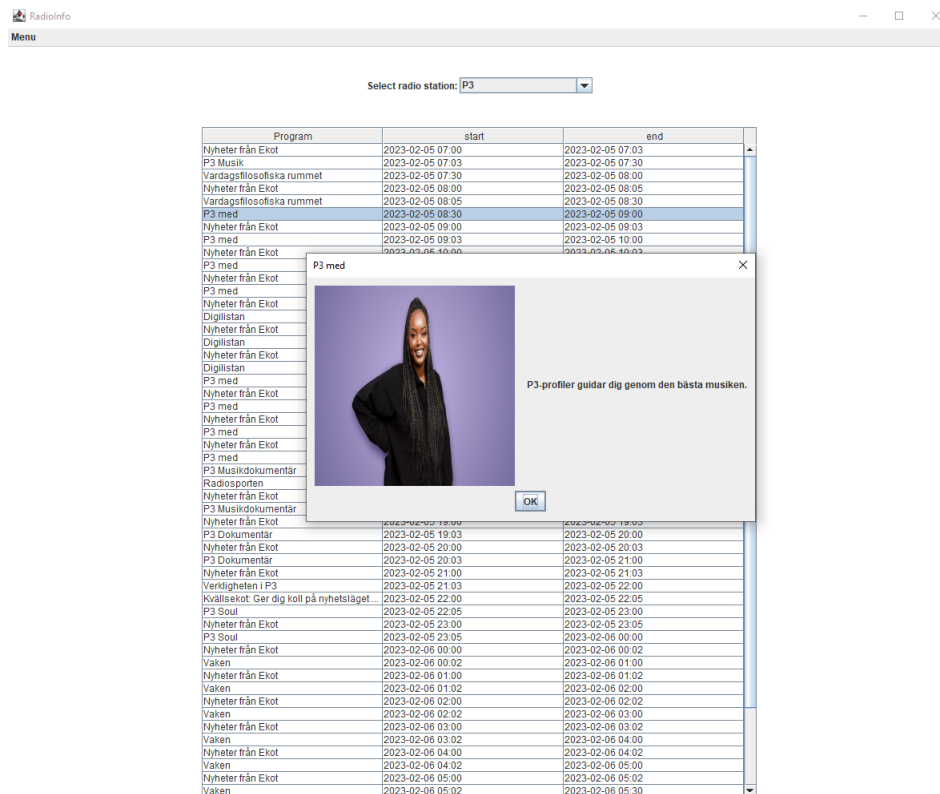 RadioInfo
Menu
Select radio station: P3
Program start end
Nyheter från Ekot 2023-02-05 07:00 2023-02-05 07:03
P3 Musik 2023-02-05 07:03 2023-02-05 07:30
Vardagsfilosofiska rummet 2023-02-05 07:30 2023-02-05 08:00
Nyheter från Ekot 2023-02-05 08:00 2023-02-05 08:05
Vardagsfilosofiska rummet 2023-02-05 08:05 2023-02-05 08:30
P3 med 2023-02-05 08:30 2023-02-05 09:00
Nyheter från Ekot 2023-02-05 09:00 2023-02-05 09:03
P3 med 2023-02-05 09:03 2023-02-05 10:00
Nyheter från Ekot 2023-02-05 10:00 2023-02-05 10:03
P3 med
Nyheter från Ekot
P3 med
Nyheter från Ekot
Digilistan
Nyheter från Ekot
Digilistan
Nyheter från Ekot
Digilistan
P3 med
Nyheter från Ekot
P3 med
Nyheter från Ekot
P3 med
Nyheter från Ekot
P3 med
P3 Musikdokumentär
Radiosporten
Nyheter från Ekot
P3 Musikdokumentär
P3 med
P3-profiler guidar dig genom den bästa musiken.
OK
Nyheter från Ekot 2023-02-05 19:00 2023-02-05 19:03
P3 Dokumentär 2023-02-05 19:03 2023-02-05 20:00
Nyheter från Ekot 2023-02-05 20:00 2023-02-05 20:03
P3 Dokumentär 2023-02-05 20:03 2023-02-05 21:00
Nyheter från Ekot 2023-02-05 21:00 2023-02-05 21:03
Verkligheten i P3 2023-02-05 21:03 2023-02-05 22:00
Kvällsekot: Ger dig koll på nyhetsläget ... 2023-02-05 22:00 2023-02-05 22:05
P3 Soul 2023-02-05 22:05 2023-02-05 23:00
Nyheter från Ekot 2023-02-05 23:00 2023-02-05 23:05
P3 Soul 2023-02-05 23:05 2023-02-06 00:00
Nyheter från Ekot 2023-02-06 00:00 2023-02-06 00:02
Vaken 2023-02-06 00:02 2023-02-06 01:00
Nyheter från Ekot 2023-02-06 01:00 2023-02-06 01:02
Vaken 2023-02-06 01:02 2023-02-06 02:00
Nyheter från Ekot 2023-02-06 02:00 2023-02-06 02:02
Vaken 2023-02-06 02:02 2023-02-06 03:00
Nyheter från Ekot 2023-02-06 03:00 2023-02-06 03:02
Vaken 2023-02-06 03:02 2023-02-06 04:00
Nyheter från Ekot 2023-02-06 04:00 2023-02-06 04:02
Vaken 2023-02-06 04:02 2023-02-06 05:00
Nyheter från Ekot 2023-02-06 05:00 2023-02-06 05:02
Vaken 2023-02-06 05:02 2023-02-06 05:30